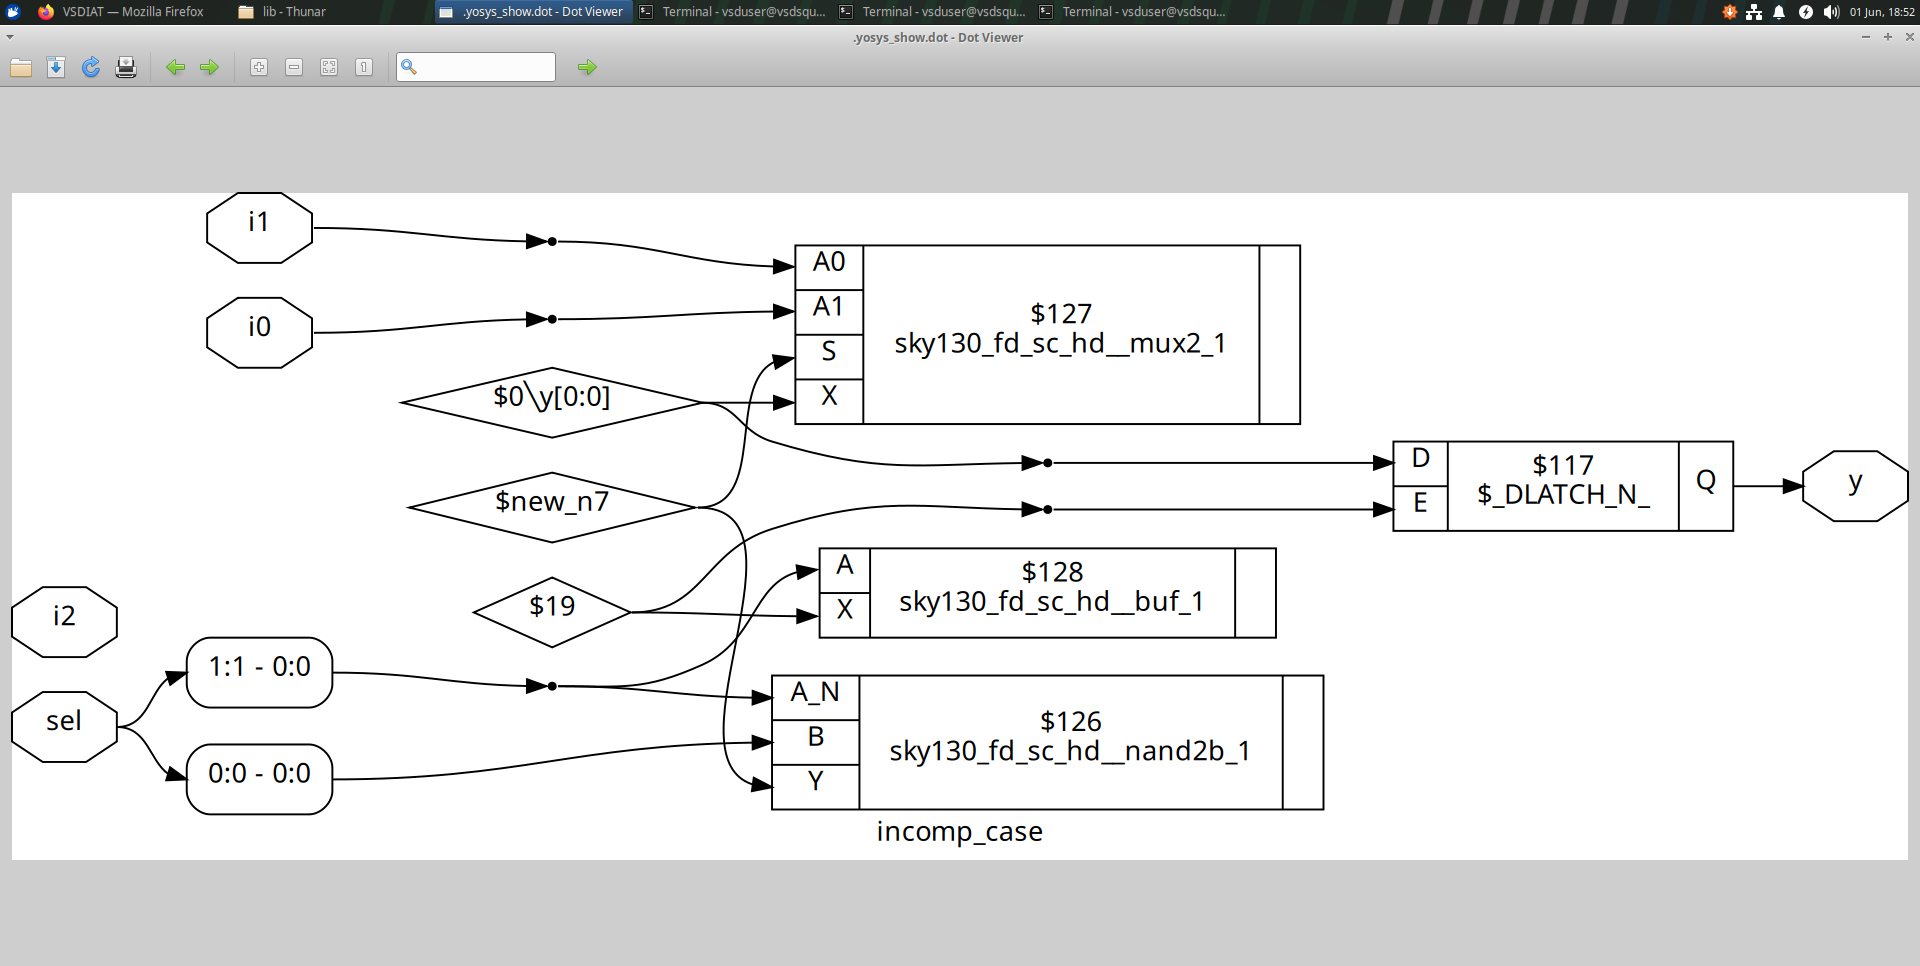 VSDIAT — Mozilla Firefox
lib - Thunar
.yosys_show.dot - Dot Viewer
Terminal - vsduser@vsdsqu...
Terminal - vsduser@vsdsqu...
Terminal - vsduser@vsdsqu...
01 Jun, 18:52
.yosys_show.dot - Dot Viewer
i1
i0
$0\y[0:0]
$new_n7
$19
i2
sel
1:1 - 0:0
0:0 - 0:0
A0
A1
S
X
$127
sky130_fd_sc_hd__mux2_1
A
X
$128
sky130_fd_sc_hd__buf_1
A_N
B
Y
$126
sky130_fd_sc_hd__nand2b_1
D
E
$117
$_DLATCH_N_
Q
y
incomp_case